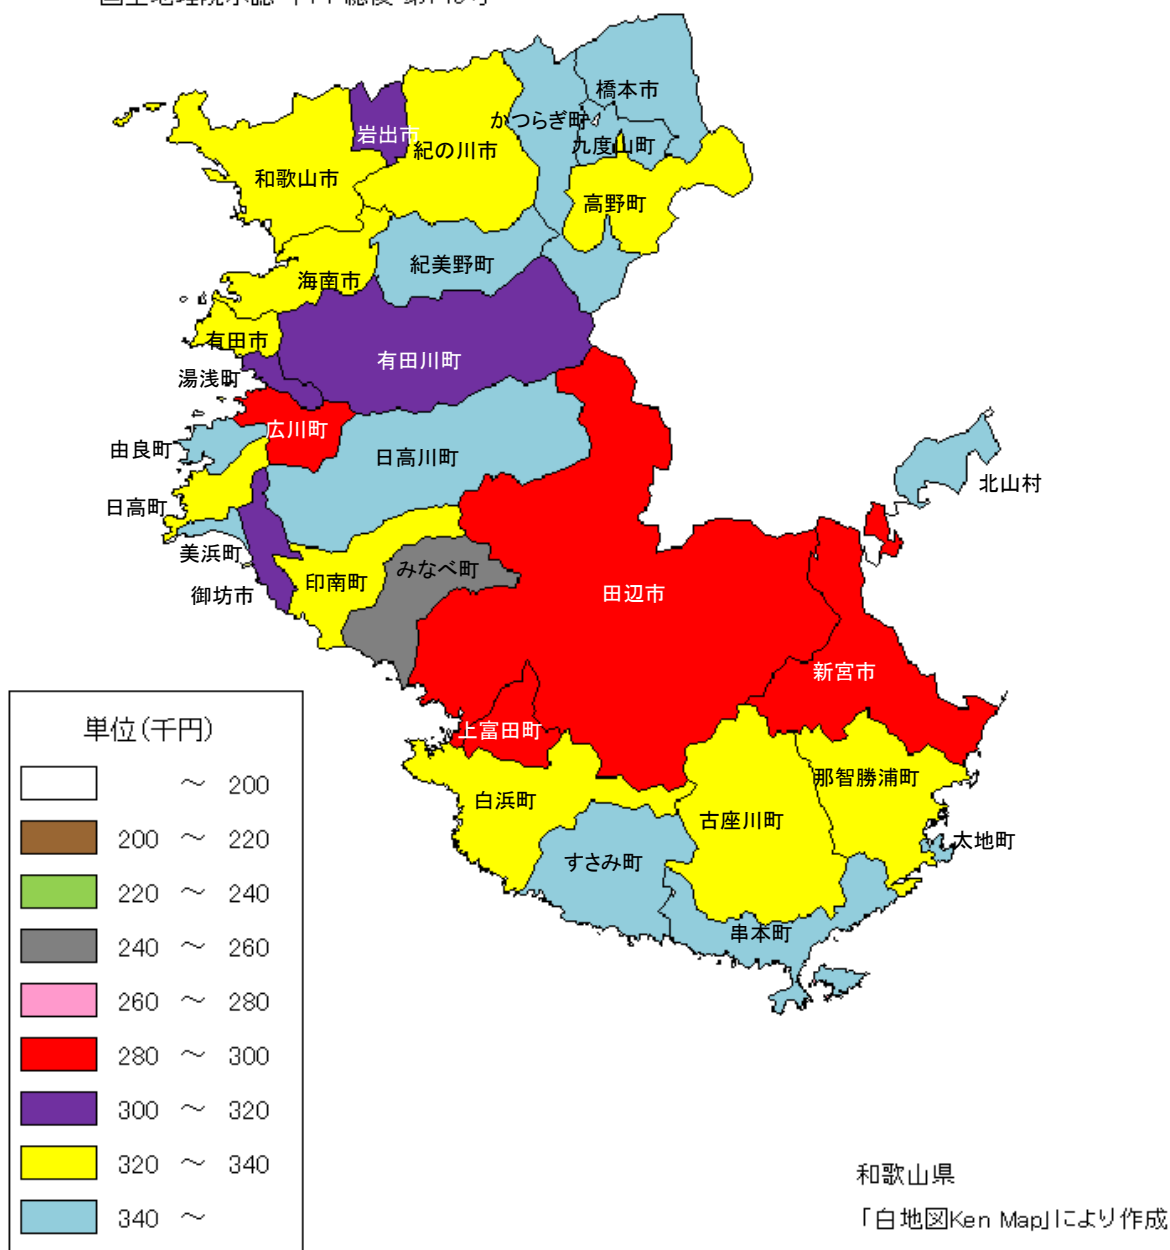 橋本市
かつらぎ町
岩出市
九度山町
紀の川市
和歌山市
高野町
紀美野町
海南市
有田市
有田川町
湯浅町
広川町
由良町
日高川町
北山村
日高町
美浜町
みなべ町
印南町
御坊市
田辺市
新宮市
上富田町
那智勝浦町
白浜町
古座川町
太地町
すさみ町
串本町
単位(千円)
~ 200
200 ~ 220
220 ~ 240
240 ~ 260
260 ~ 280
280 ~ 300
300 ~ 320
320 ~ 340
340 ~
和歌山県
「白地図Ken Map」により作成